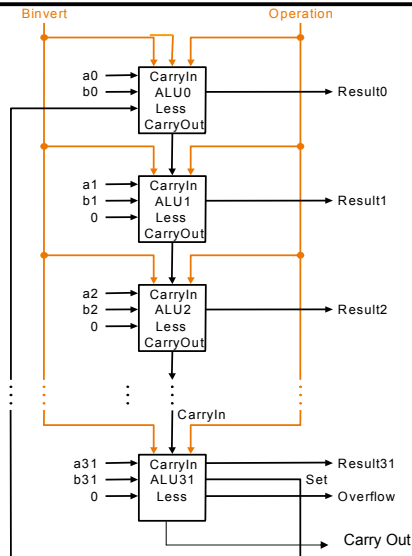 Binvert Operation
a0 CarryIn
b0 ALU0 Result0
Less
CarryOut
a1 CarryIn
b1 ALU1 Result1
0 Less
CarryOut
a2 CarryIn
b2 ALU2 Result2
0 Less
CarryOut
CarryIn
a31 CarryIn Result31
b31 ALU31 Set
0 Less Overflow
Carry Out